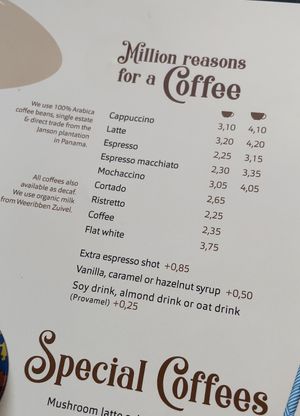 Million reasons
for a Coffee
We use 100% Arabica
coffee beans, single estate
& direct trade from the
Janson plantation
in Panama.
All coffees also
available as decaf.
We use organic milk
from Weerribben Zuivel.
Cappuccino 3,10 4,10
Latte 3,20 4,20
Espresso 2,25 3,15
Espresso macchiato 2,30 3,35
Mochaccino 3,05 4,05
Cortado 2,65
Ristretto 2,25
Coffee 2,35
Flat white 3,75
Extra espresso shot +0,85
Vanilla, caramel or hazelnut syrup +0,50
Soy drink, almond drink or oat drink
(Provamel) +0,25
Special Coffees
Mushroom latte